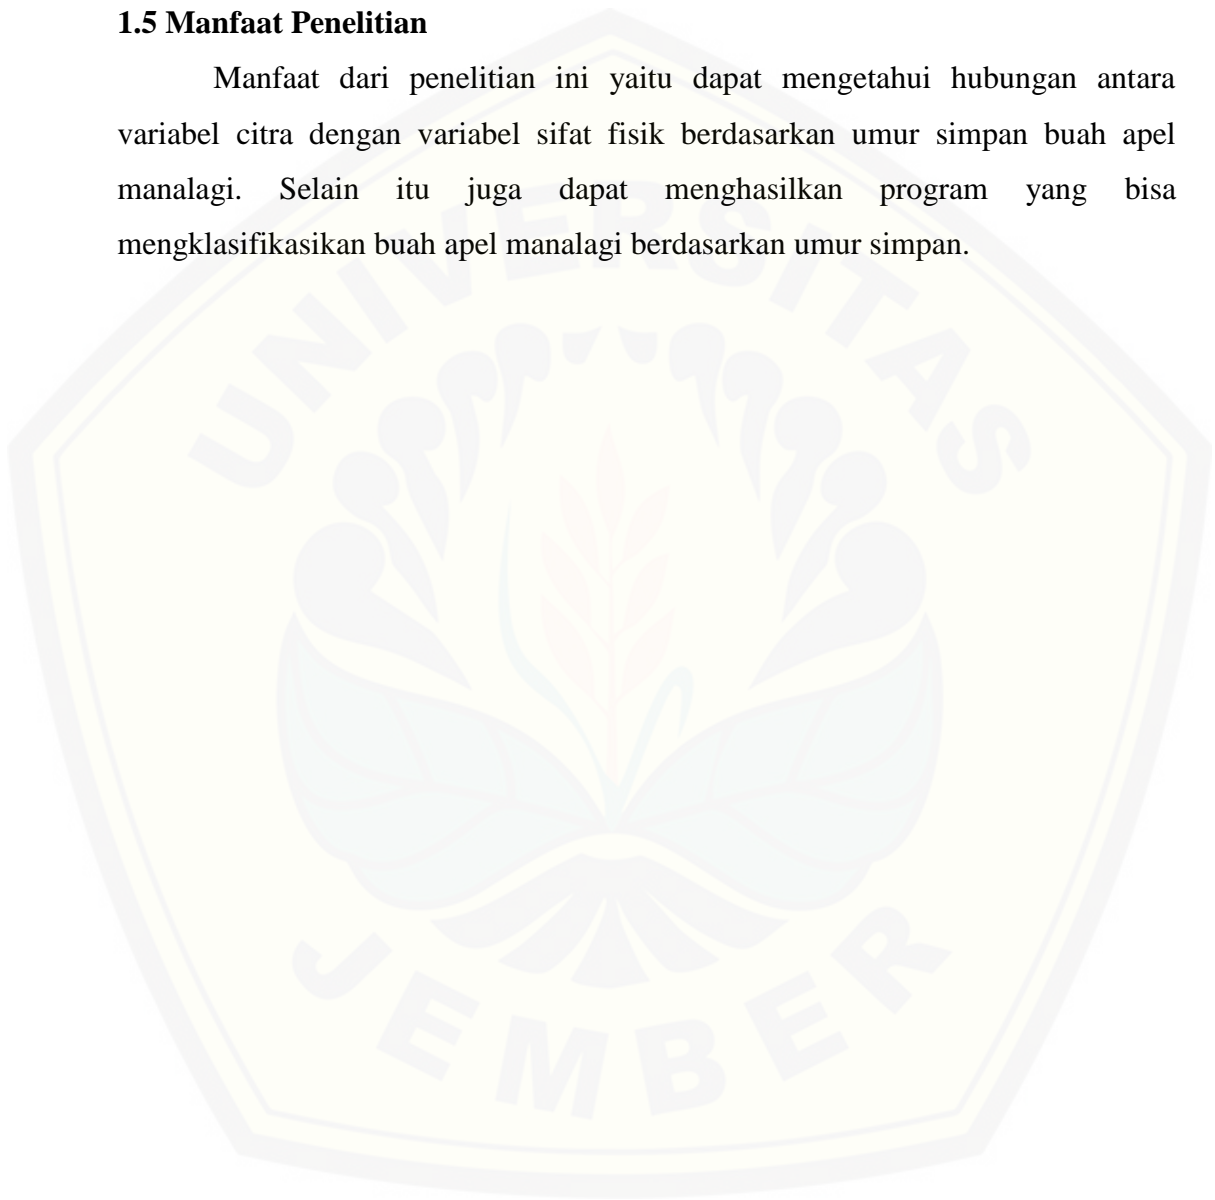 1.5 Manfaat Penelitian
Manfaat dari penelitian ini yaitu dapat mengetahui hubungan antara
variabel citra dengan variabel sifat fisik berdasarkan umur simpan buah apel
manalagi. Selain itu juga dapat menghasilkan program yang bisa
mengklasifikasikan buah apel manalagi berdasarkan umur simpan.
UNIVERSITAS
JEMBER